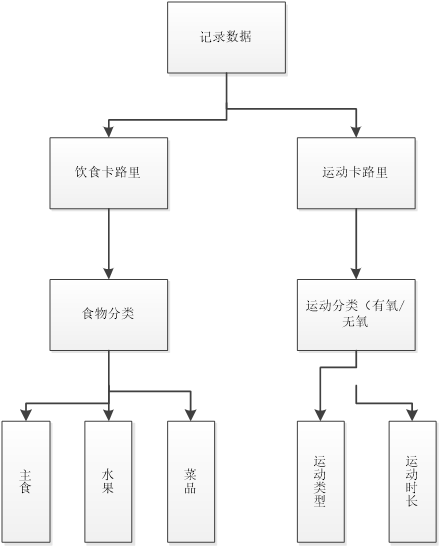 记录数据
饮食卡路里
运动卡路里
食物分类
运动分类（有氧/
无氧
主食
水果
菜品
运动类型
运动时长